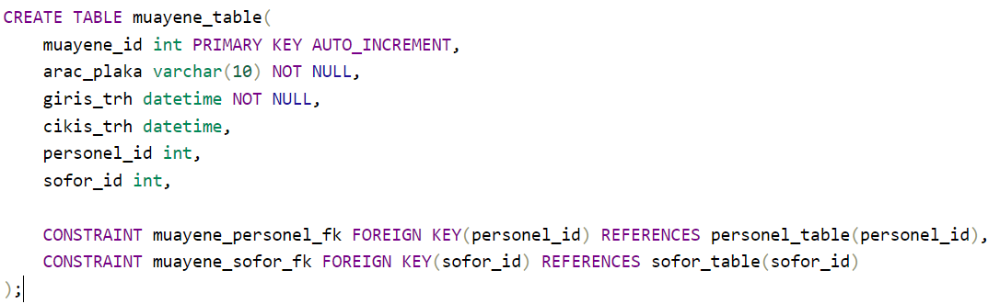 CREATE TABLE muayene_table(
    muayene_id int PRIMARY KEY AUTO_INCREMENT,
    arac_plaka varchar(10) NOT NULL,
    giris_trh datetime NOT NULL,
    cikis_trh datetime,
    personel_id int,
    sofor_id int,

    CONSTRAINT muayene_personel_fk FOREIGN KEY(personel_id) REFERENCES personel_table(personel_id),
    CONSTRAINT muayene_sofor_fk FOREIGN KEY(sofor_id) REFERENCES sofor_table(sofor_id)
);